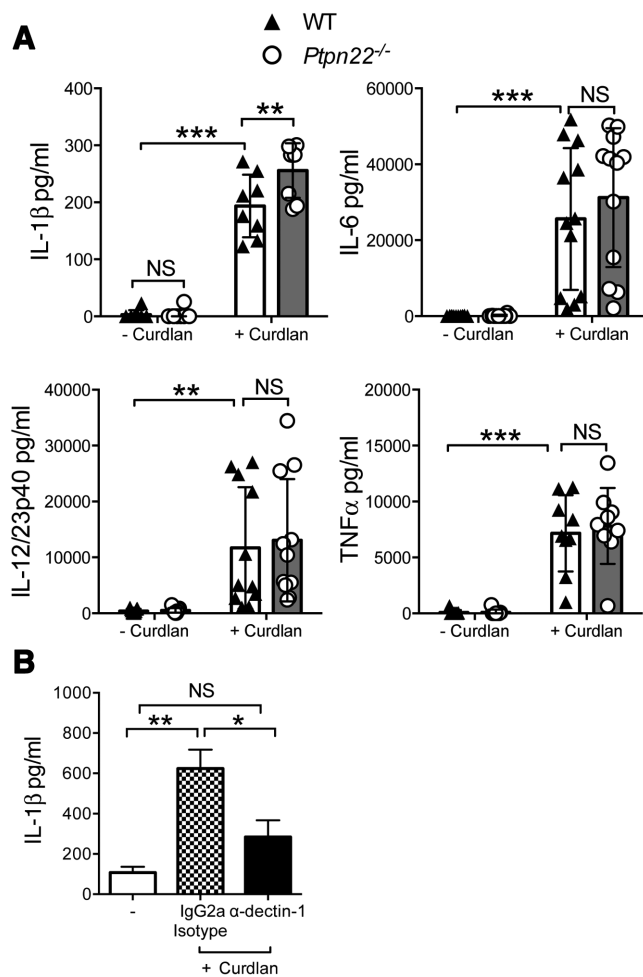 A
WT
Ptpn22-/-
IL-1β pg/ml
400
300
200
100
0
***
**
NS
- Curdlan
+ Curdlan
IL-6 pg/ml
60000
40000
20000
0
***
NS
- Curdlan
+ Curdlan
IL-12/23p40 pg/ml
40000
30000
20000
10000
0
**
NS
- Curdlan
+ Curdlan
TNFα pg/ml
20000
15000
10000
5000
0
***
NS
- Curdlan
+ Curdlan
B
IL-1β pg/ml
1000
800
600
400
200
0
NS
**
*
-
IgG2a α-dectin-1
Isotype
+ Curdlan